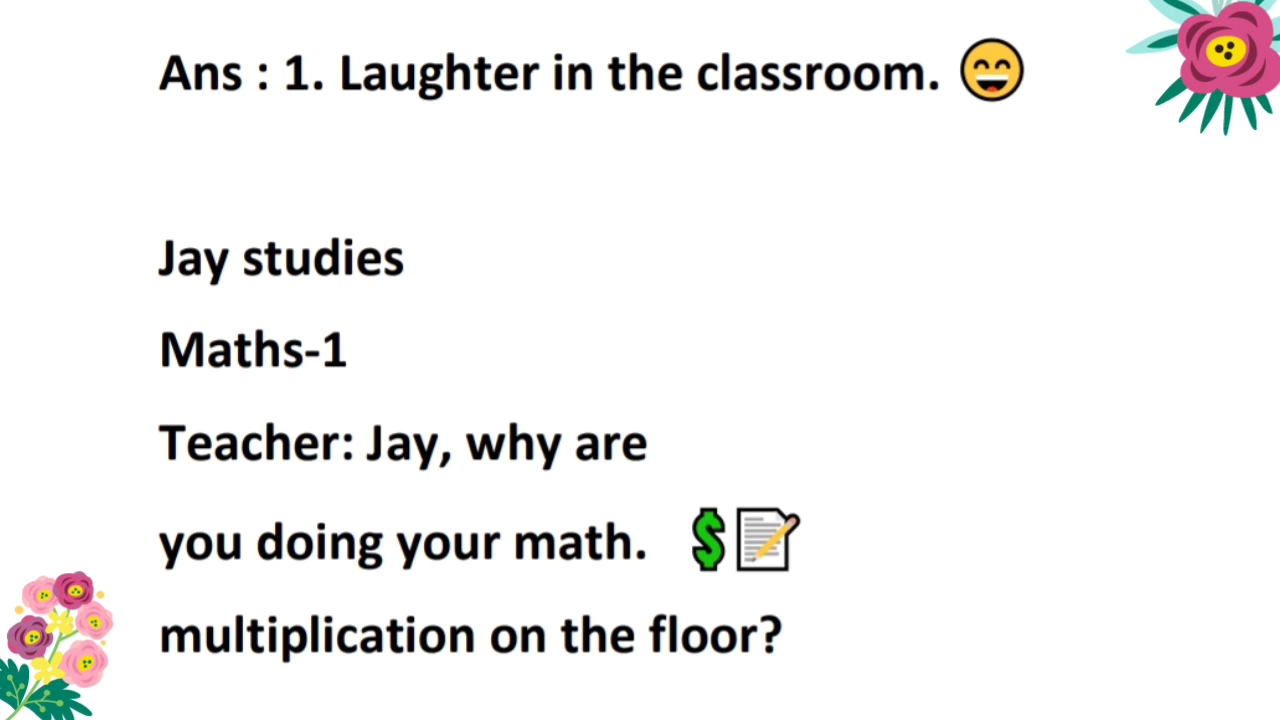 Ans : 1. Laughter in the classroom. 😄
Jay studies
Maths-1
Teacher: Jay, why are
you doing your math. 💲📝
multiplication on the floor?